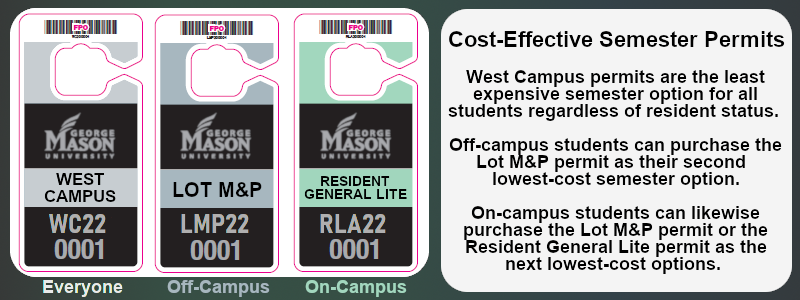 FPO FPO FPO
GEORGE MASON UNIVERSITY
WEST CAMPUS
WC22
0001
Everyone
GEORGE MASON UNIVERSITY
LOT M&P
LMP22
0001
Off-Campus
GEORGE MASON UNIVERSITY
RESIDENT
GENERAL LITE
RLA22
0001
On-Campus
Cost-Effective Semester Permits
West Campus permits are the least
expensive semester option for all
students regardless of resident status.
Off-campus students can purchase the
Lot M&P permit as their second
lowest-cost semester option.
On-campus students can likewise
purchase the Lot M&P permit or the
Resident General Lite permit as the
next lowest-cost options.